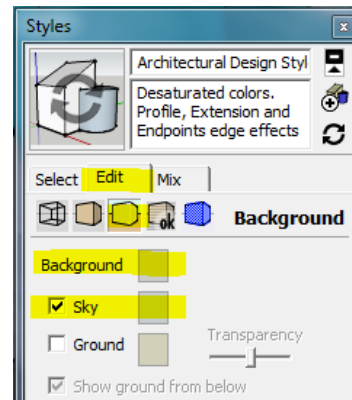 Styles
x
Architectural Design Styl
Desaturated colors.
Profile, Extension and
Endpoints edge effects
Select Edit Mix
ok Background
Background
Sky
Ground Transparency
Show ground from below